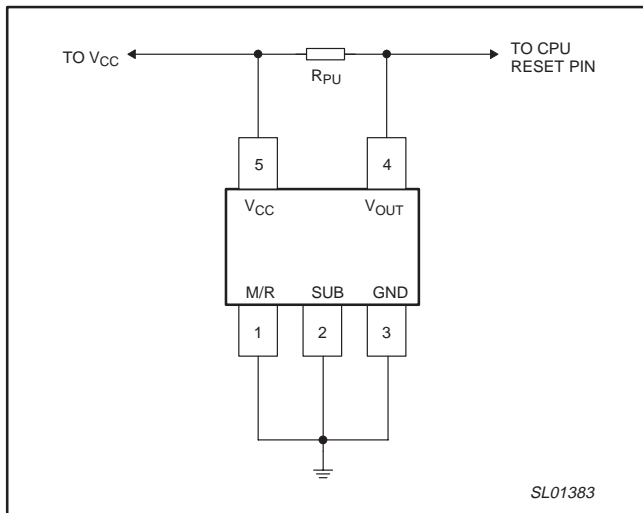 TO VCC
RPU
TO CPU
RESET PIN
5
4
VCC
VOUT
M/R
SUB
GND
1
2
3
SL01383